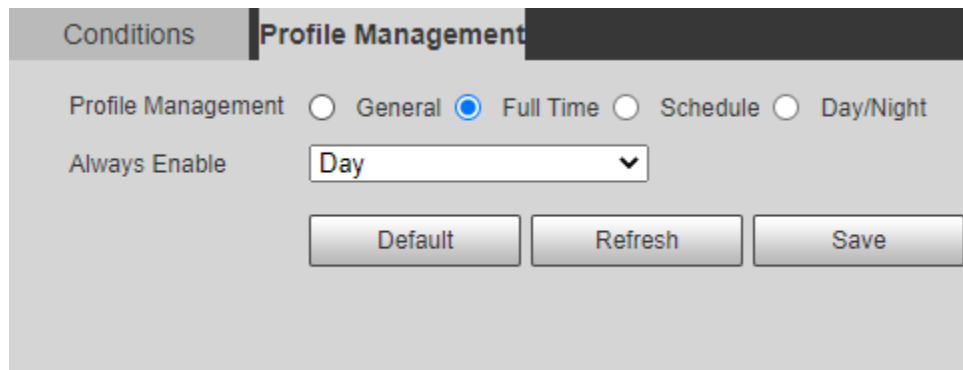 Conditions Profile Management
Profile Management General Full Time Schedule Day/Night
Always Enable Day
Default Refresh Save